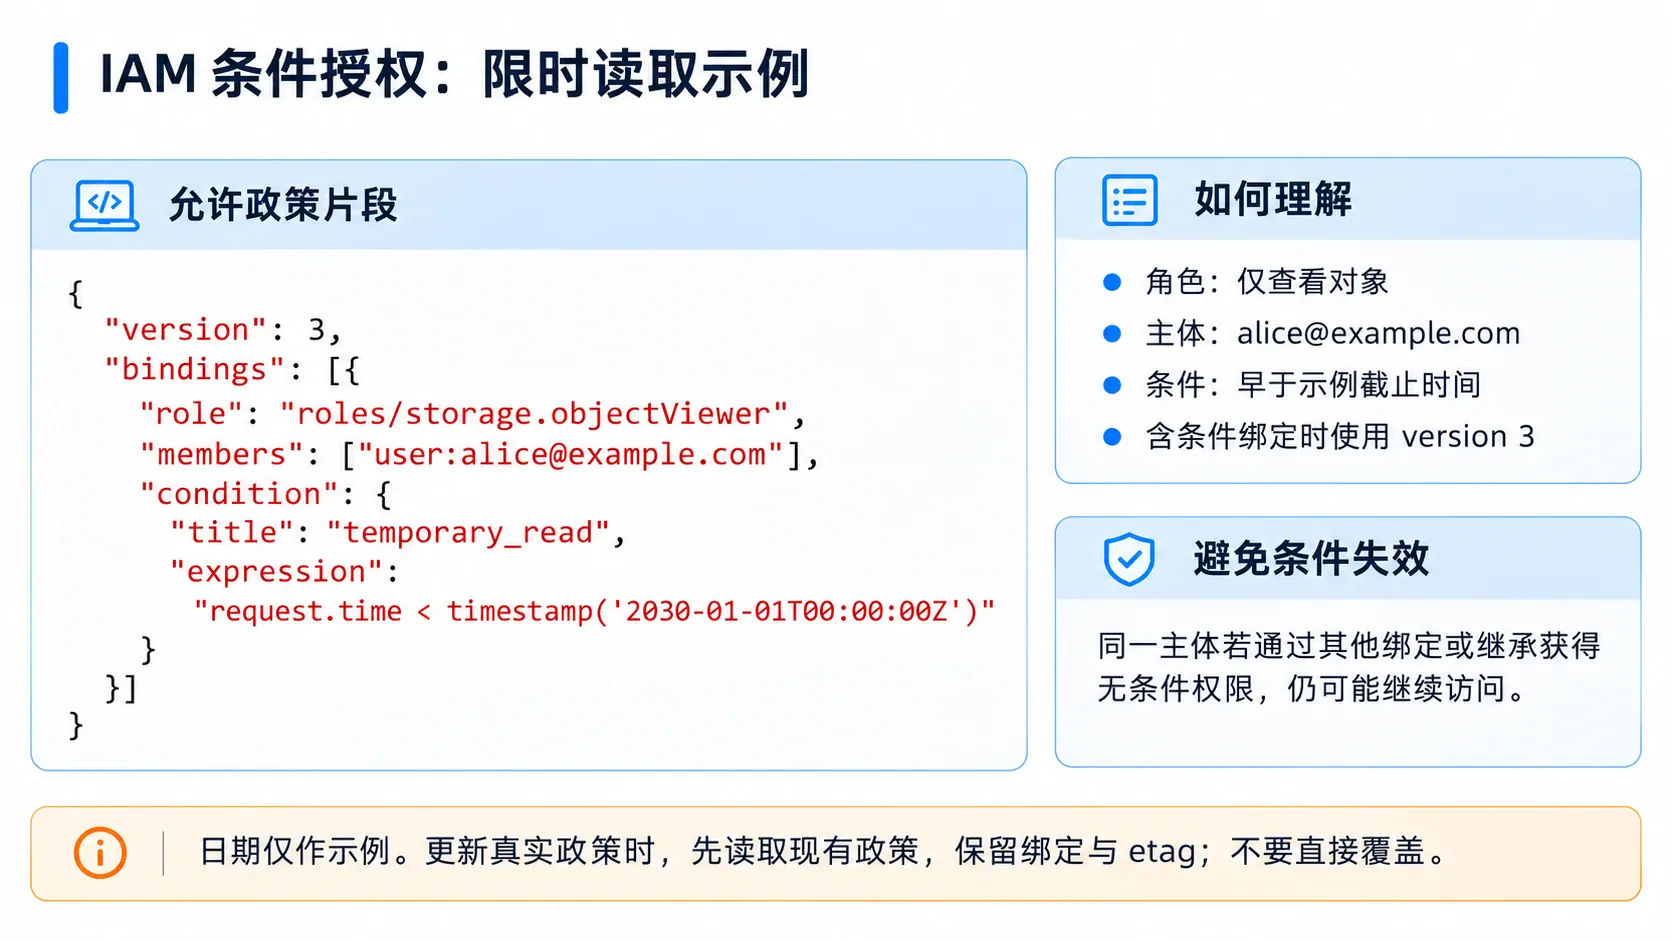 IAM 条件授权：限时读取示例
允许政策片段
{
"version": 3,
"bindings": [{
"role": "roles/storage.objectViewer",
"members": ["user:alice@example.com"],
"condition": {
"title": "temporary_read",
"expression":
"request.time < timestamp('2030-01-01T00:00:00Z')"
}
}]
}
如何理解
角色：仅查看对象
主体：alice@example.com
条件：早于示例截止时间
含条件绑定时使用 version 3
避免条件失效
同一主体若通过其他绑定或继承获得
无条件权限，仍可能继续访问。
日期仅作示例。更新真实政策时，先读取现有政策，保留绑定与 etag；不要直接覆盖。